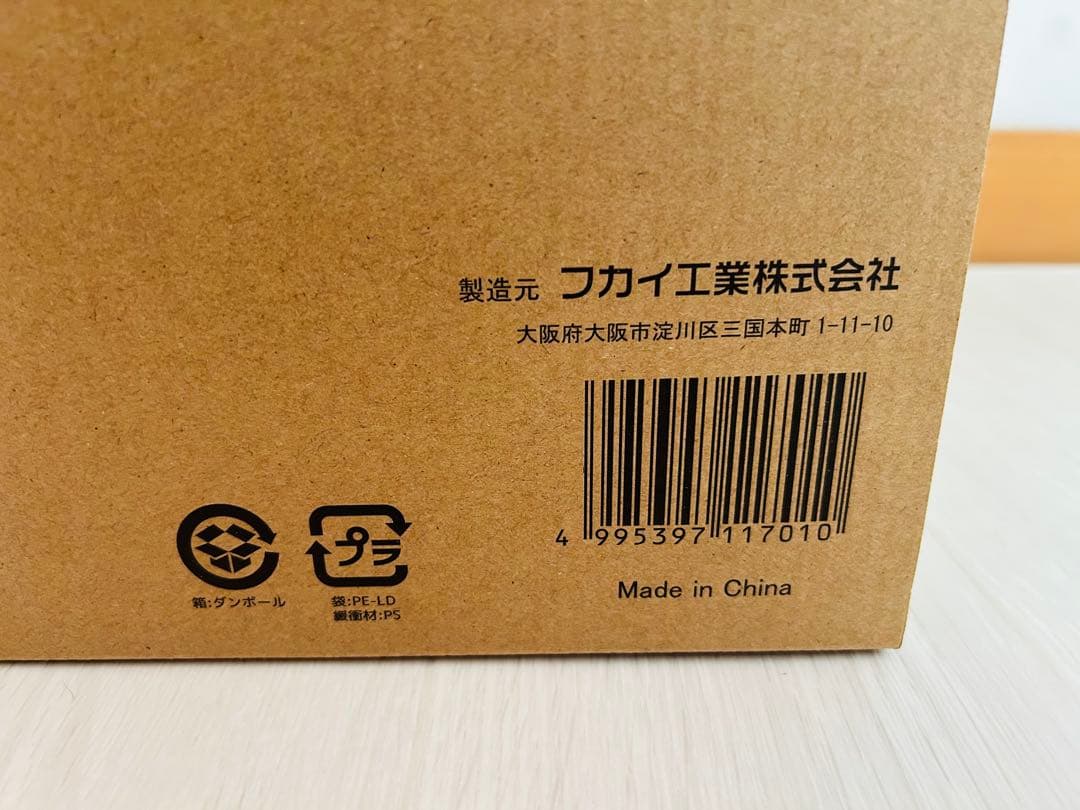 製造元 フカイ工業株式会社
大阪府大阪市淀川区三国本町1-11-10
4 995397 117010
Made in China
プラ
箱:ダンボール
袋:PE-LD
緩衝材:PS